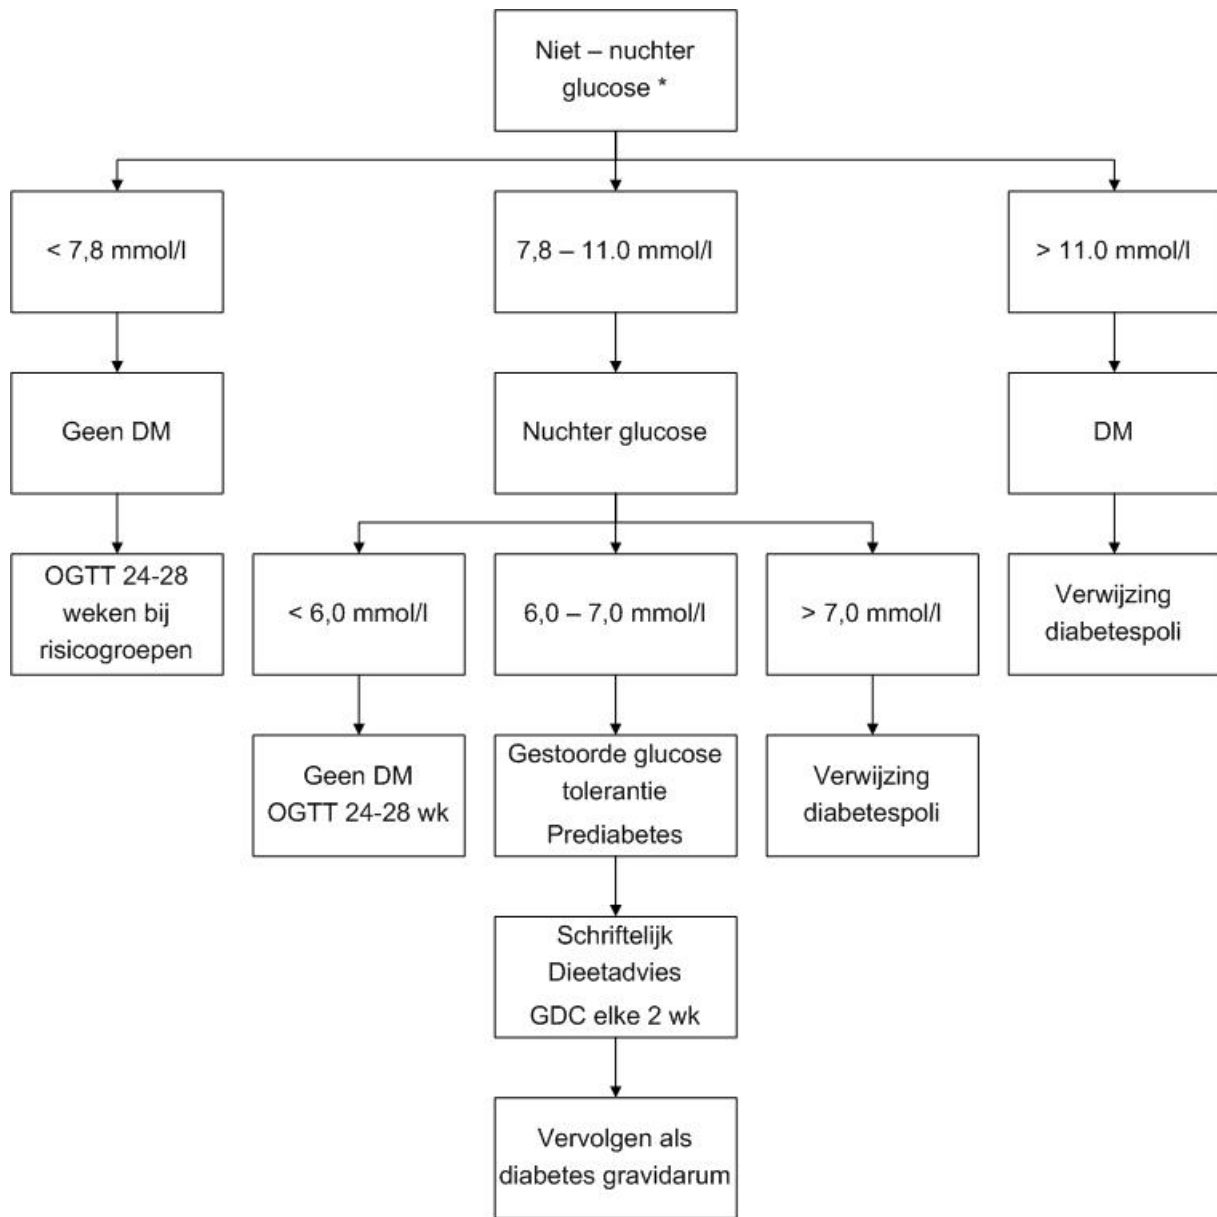 Niet – nuchter
glucose *
< 7,8 mmol/l
7,8 – 11.0 mmol/l
> 11.0 mmol/l
Geen DM
Nuchter glucose
DM
OGTT 24-28
weken bij
risicogroepen
< 6,0 mmol/l
6,0 – 7,0 mmol/l
> 7,0 mmol/l
Verwijzing
diabetespoli
Geen DM
OGTT 24-28 wk
Gestoorde glucose
tolerantie
Prediabetes
Verwijzing
diabetespoli
Schriftelijk
Dieetadvies
GDC elke 2 wk
Vervolgen als
diabetes gravidarum